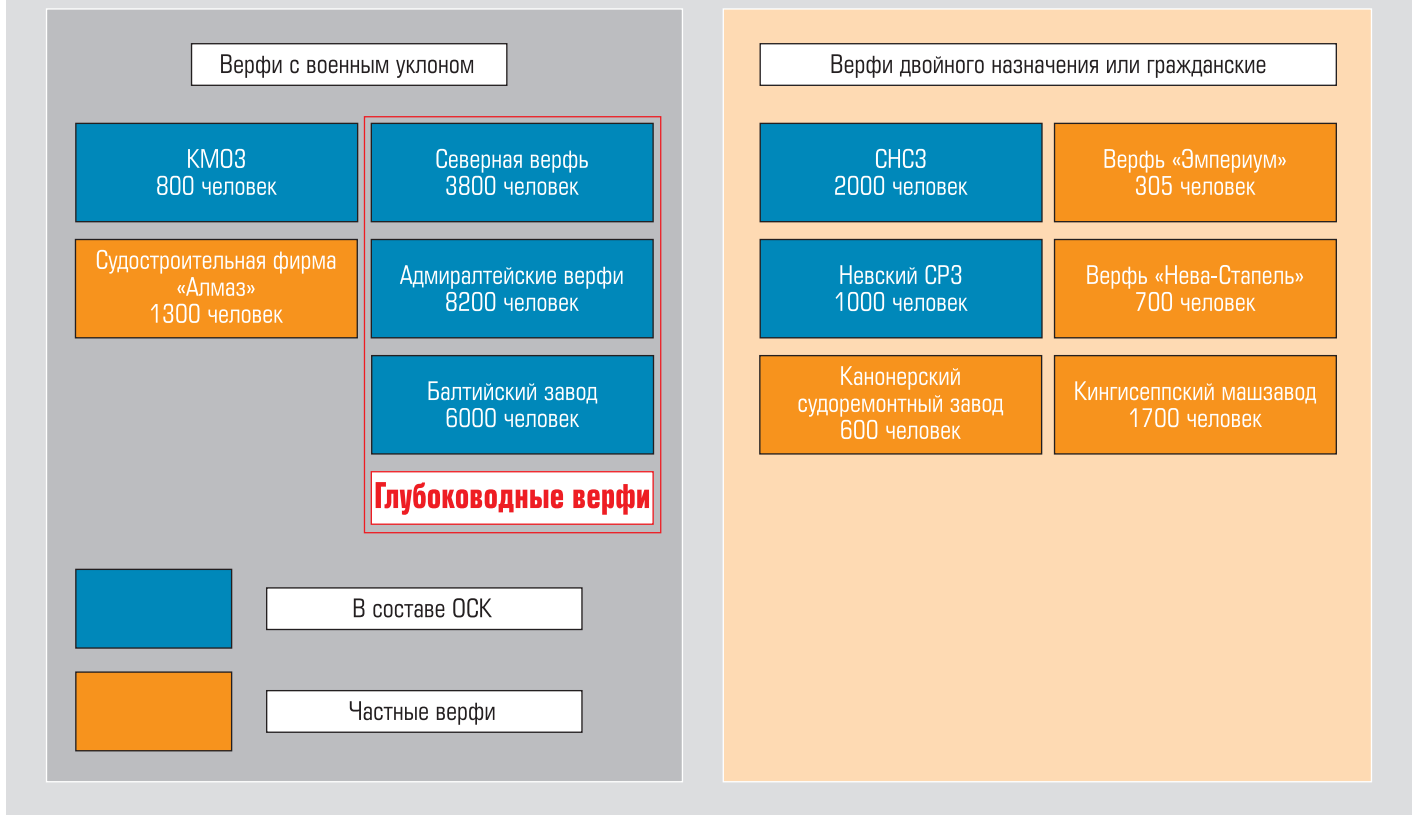 Верфи с военным уклоном
КМОЗ
800 человек
Судостроительная фирма
«Алмаз»
1300 человек
Северная верфь
3800 человек
Адмиралтейские верфи
8200 человек
Балтийский завод
6000 человек
Глубоководные верфи
В составе ОСК
Частные верфи
Верфи двойного назначения или гражданские
СНСЗ
2000 человек
Невский СРЗ
1000 человек
Канонерский
судоремонтный завод
600 человек
Верфь «Эмпериум»
305 человек
Верфь «Нева-Стапель»
700 человек
Кингисеппский машзавод
1700 человек